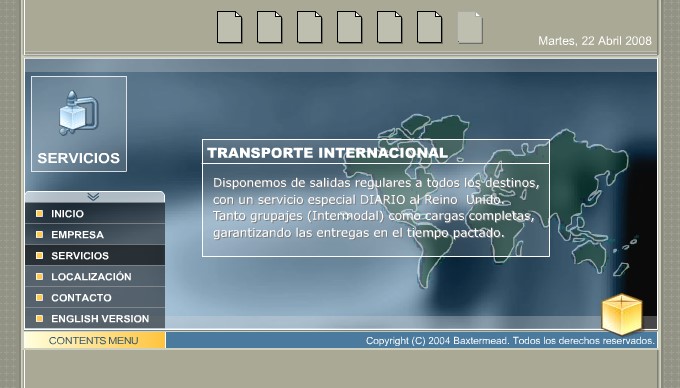 Martes, 22 Abril 2008
SERVICIOS
TRANSPORTE INTERNACIONAL
Disponemos de salidas regulares a todos los destinos,
con un servicio especial DIARIO al Reino Unido.
Tanto grupajes (Intermodal) como cargas completas,
garantizando las entregas en el tiempo pactado.
INICIO
EMPRESA
SERVICIOS
LOCALIZACIÓN
CONTACTO
ENGLISH VERSION
CONTENTS MENU
Copyright (C) 2004 Baxtermead. Todos los derechos reservados.